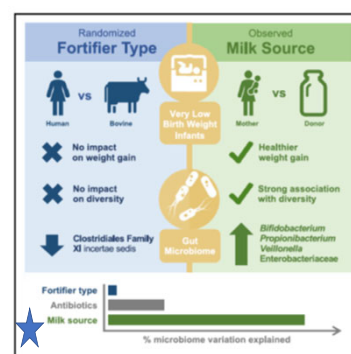 Randomized
Fortifier Type
Observed
Milk Source
vs
Human
Bovine
vs
Mother
Donor
Very Low
Birth Weight
Infants
No impact
on weight gain
Healthier
weight gain
No impact
on diversity
Strong association
with diversity
Clostridiales Family
XI incertae sedis
Gut
Microbiome
Bifidobacterium
Propionibacterium
Veillonella
Enterobacteriaceae
Fortifier type
Antibiotics
Milk source
% microbiome variation explained